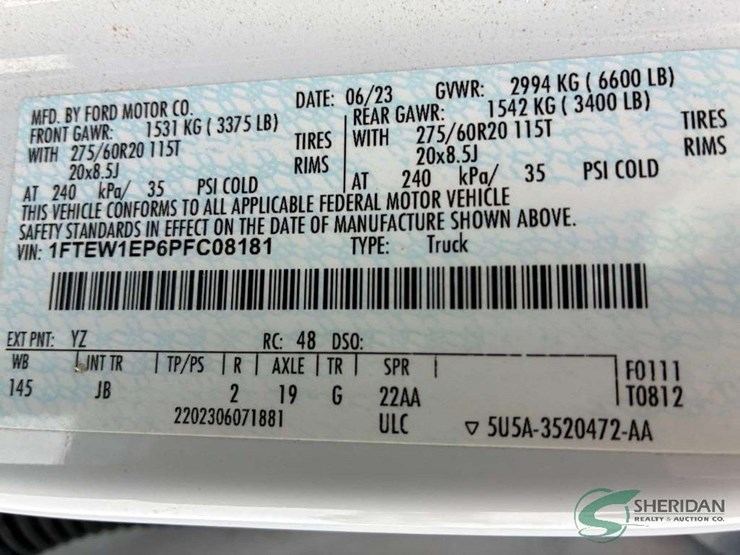 MFD. BY FORD MOTOR CO. DATE: 06/23 GVWR: 2994 KG ( 6600 LB)
FRONT GAWR: 1531 KG ( 3375 LB) REAR GAWR: 1542 KG ( 3400 LB)
WITH 275/60R20 115T TIRES WITH 275/60R20 115T TIRES
20x8.5J RIMS 20x8.5J RIMS
AT 240 kPa/ 35 PSI COLD AT 240 kPa/ 35 PSI COLD
THIS VEHICLE CONFORMS TO ALL APPLICABLE FEDERAL MOTOR VEHICLE
SAFETY STANDARDS IN EFFECT ON THE DATE OF MANUFACTURE SHOWN ABOVE.
VIN: 1FTEW1EP6PFC08181 TYPE: Truck
EXT PNT: YZ RC: 48 DSO:
WB INT TR TP/PS R AXLE TR SPR F0111
145 JB 2 19 G 22AA T0812
2202306071881 ULC 5U5A-3520472-AA
SHERIDAN
REALTY & AUCTION CO.